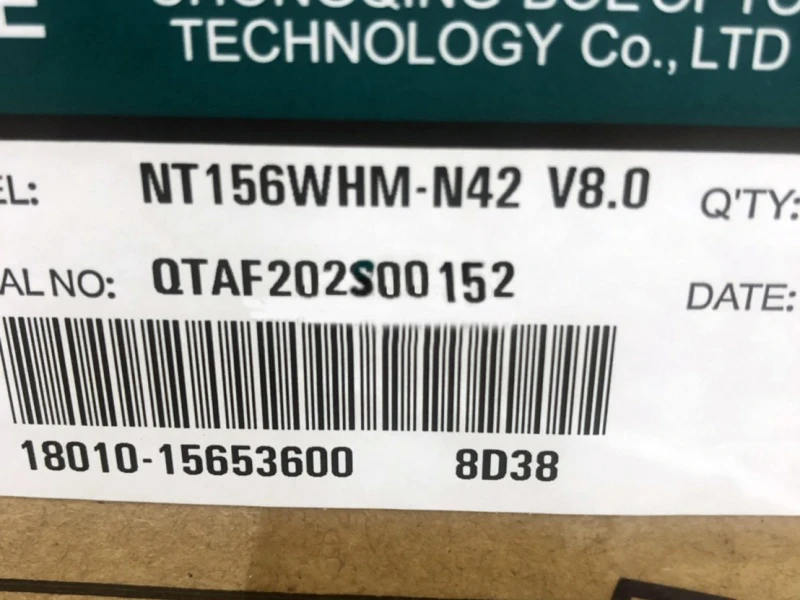 TECHNOLOGY Co., LTD
EL: NT156WHM-N42 V8.0 Q'TY:
AL NO: QTAF202S00152 DATE:
18010-15653600 8D38